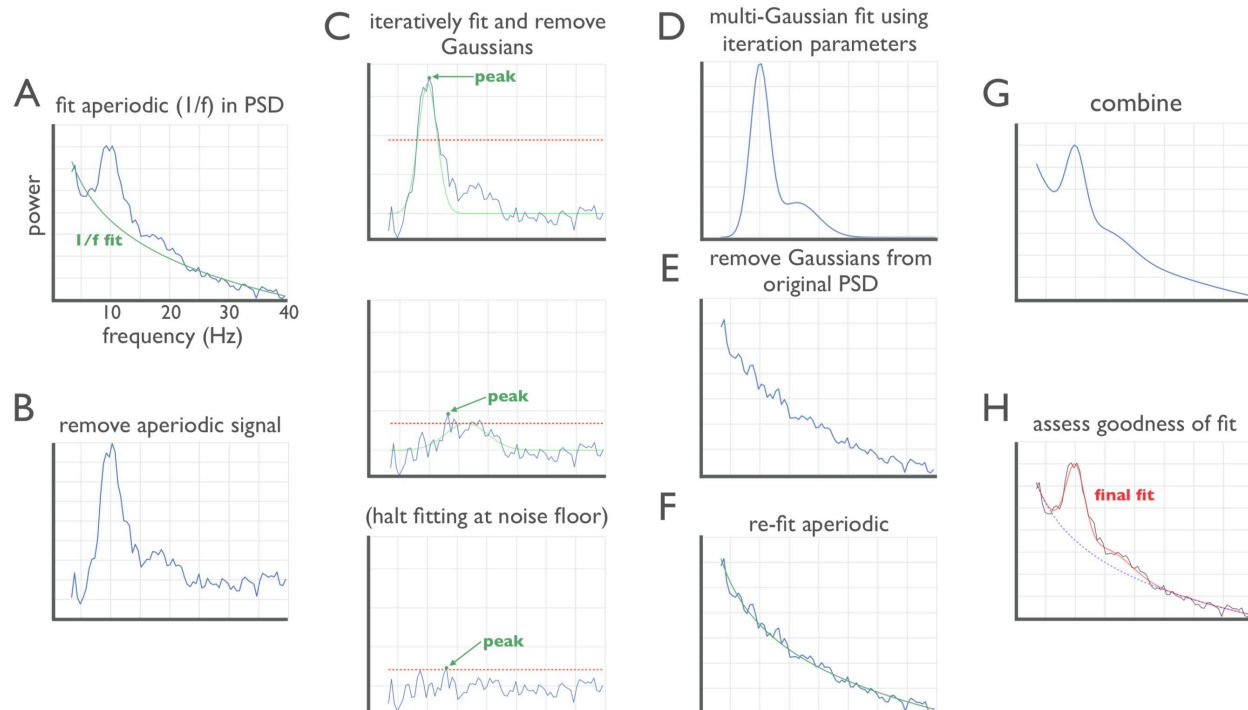 A
fit aperiodic (1/f) in PSD
power
1/f fit
10
20
30
40
frequency (Hz)
B
remove aperiodic signal
C
iteratively fit and remove
Gaussians
peak
peak
(halt fitting at noise floor)
peak
D
multi-Gaussian fit using
iteration parameters
E
remove Gaussians from
original PSD
F
re-fit aperiodic
G
combine
H
assess goodness of fit
final fit